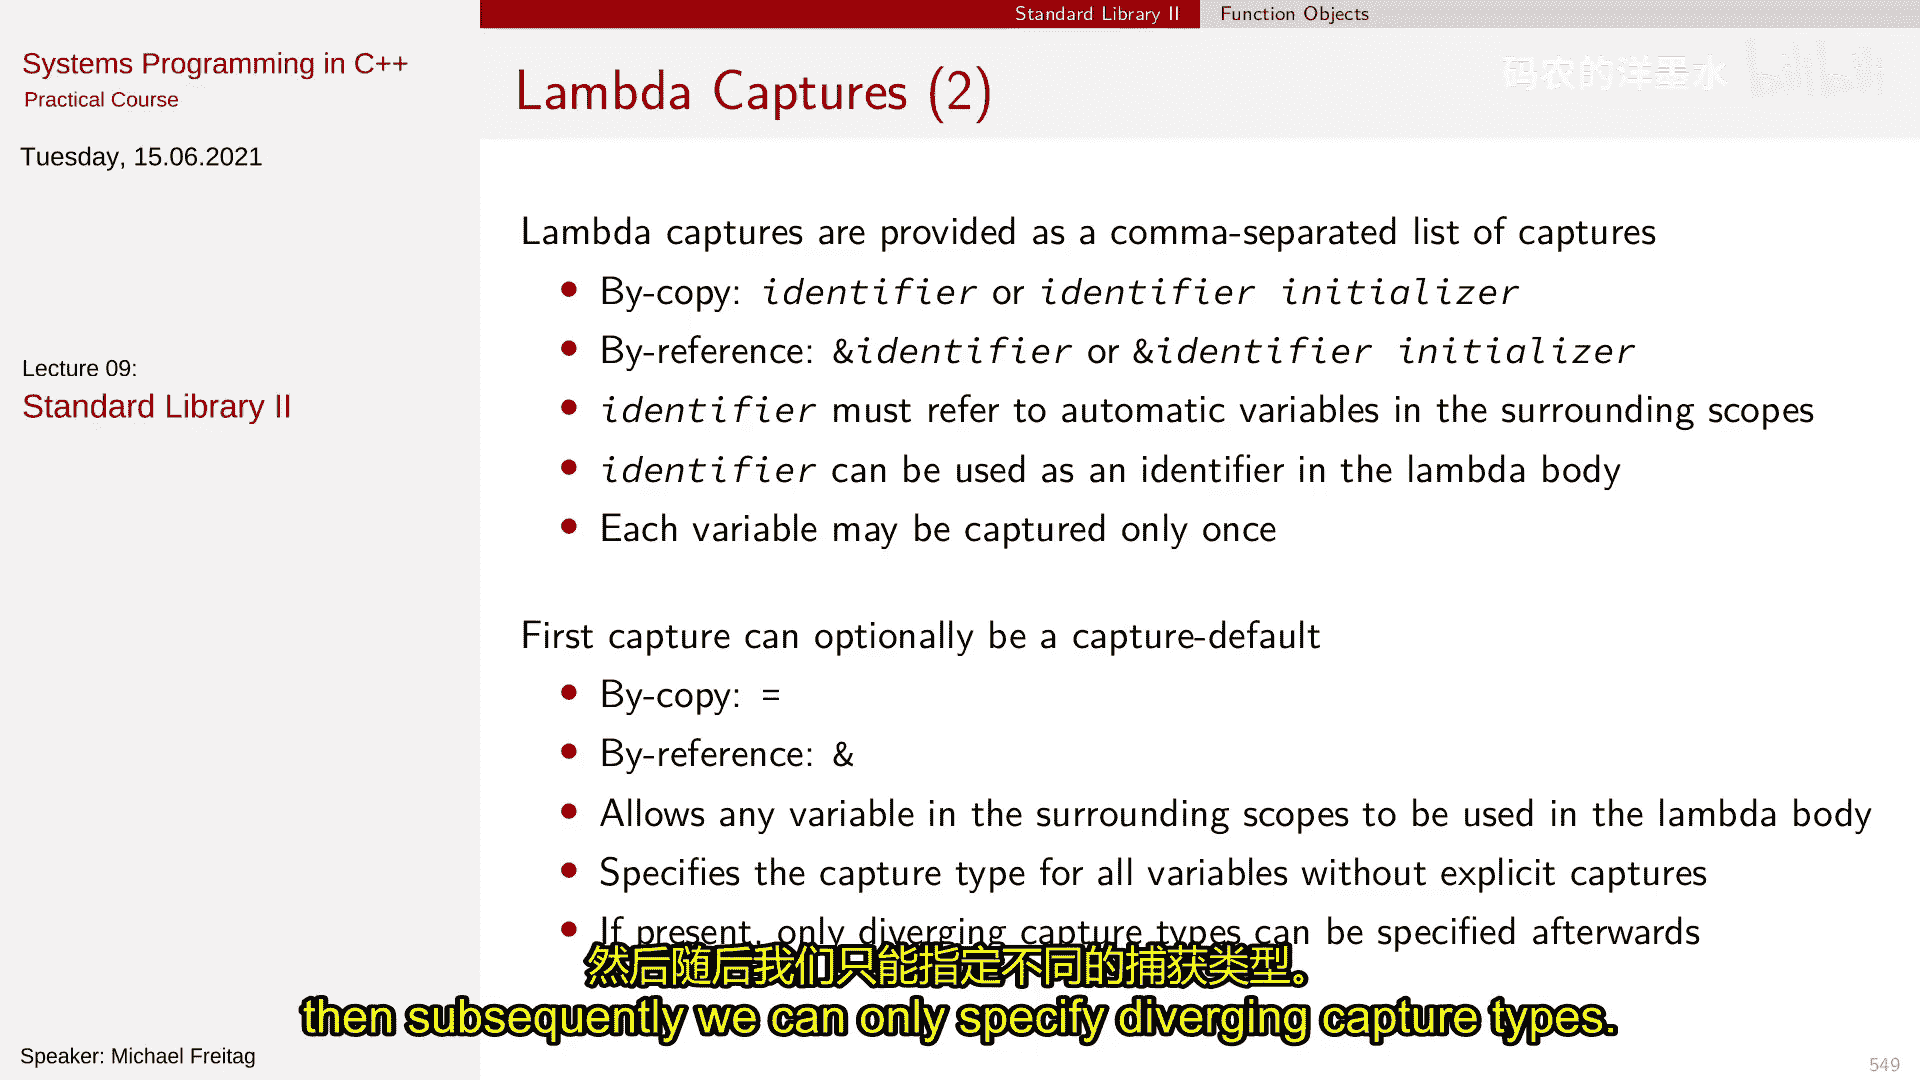 Standard Library II Function Objects
Systems Programming in C++
Practical Course
Tuesday, 15.06.2021
Lecture 09:
Standard Library II
Speaker: Michael Freitag
Lambda Captures (2)
码农的洋墨水 bilibili
Lambda captures are provided as a comma-separated list of captures
• By-copy: identifier or identifier initializer
• By-reference: &identifier or &identifier initializer
• identifier must refer to automatic variables in the surrounding scopes
• identifier can be used as an identifier in the lambda body
• Each variable may be captured only once
First capture can optionally be a capture-default
• By-copy: =
• By-reference: &
• Allows any variable in the surrounding scopes to be used in the lambda body
• Specifies the capture type for all variables without explicit captures
• If present, only diverging capture types can be specified afterwards
然后随后我们只能指定不同的捕获类型。
then subsequently we can only specify diverging capture types.
549